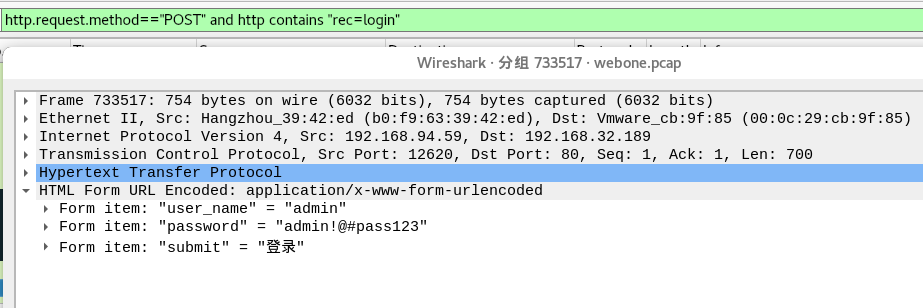 http.request.method=="POST" and http contains "rec=login"
Wireshark · 分组 733517 · webone.pcap
Frame 733517: 754 bytes on wire (6032 bits), 754 bytes captured (6032 bits)
Ethernet II, Src: Hangzhou_39:42:ed (b0:f9:63:39:42:ed), Dst: Vmware_cb:9f:85 (00:0c:29:cb:9f:85)
Internet Protocol Version 4, Src: 192.168.94.59, Dst: 192.168.32.189
Transmission Control Protocol, Src Port: 12620, Dst Port: 80, Seq: 1, Ack: 1, Len: 700
Hypertext Transfer Protocol
HTML Form URL Encoded: application/x-www-form-urlencoded
Form item: "user_name" = "admin"
Form item: "password" = "admin!@#pass123"
Form item: "submit" = "登录"